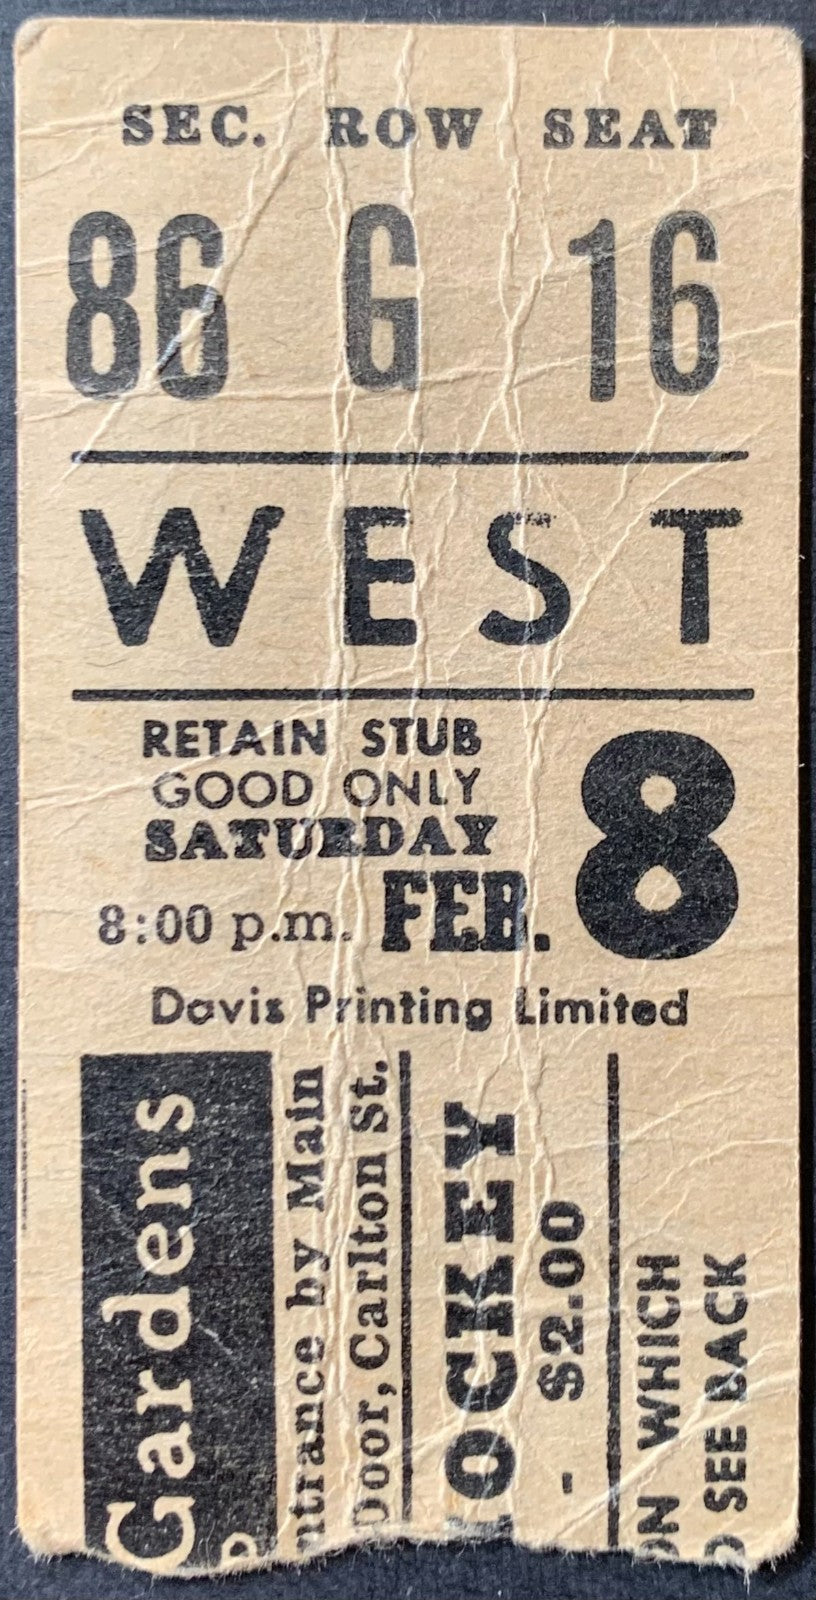 SEC. ROW SEAT
86 G 16
WEST
RETAIN STUB
GOOD ONLY
SATURDAY
8:00 p.m. FEB. 8
Davis Printing Limited
Gardens
ntrance by Main
Door, Carlton St.
OCKEY
- $2.00
ON WHICH
SEE BACK